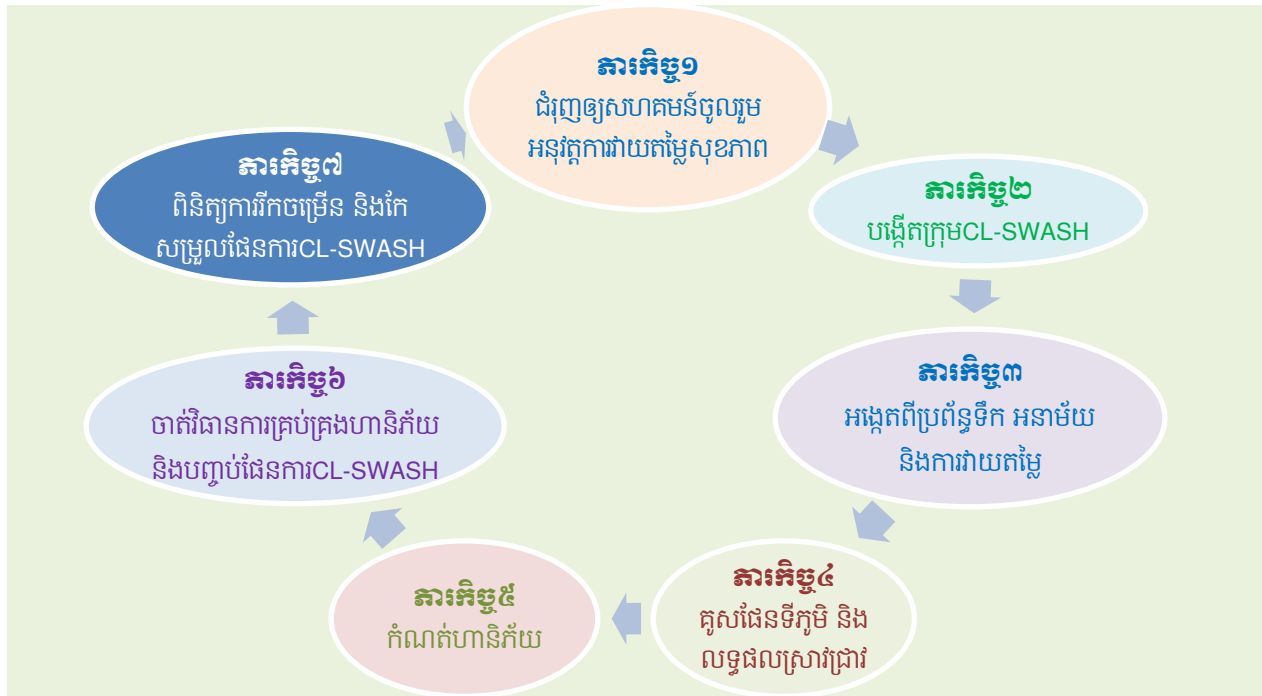 ភារកិច្ច១
ជំរុញឲ្យសហគមន៍ចូលរួម
អនុវត្តការវាយតម្លៃសុខភាព
ភារកិច្ច២
បង្កើតក្រុមCL-SWASH
ភារកិច្ច៣
អង្កេតពីប្រព័ន្ធទឹក អនាម័យ
និងការវាយតម្លៃ
ភារកិច្ច៤
គូសផែនទីភូមិ និង
លទ្ធផលស្រាវជ្រាវ
ភារកិច្ច៥
កំណត់ហានិភ័យ
ភារកិច្ច៦
ចាត់វិធានការគ្រប់គ្រងហានិភ័យ
និងបញ្ចប់ផែនការCL-SWASH
ភារកិច្ច៧
ពិនិត្យការរីកចម្រើន និងកែ
សម្រួលផែនការCL-SWASH